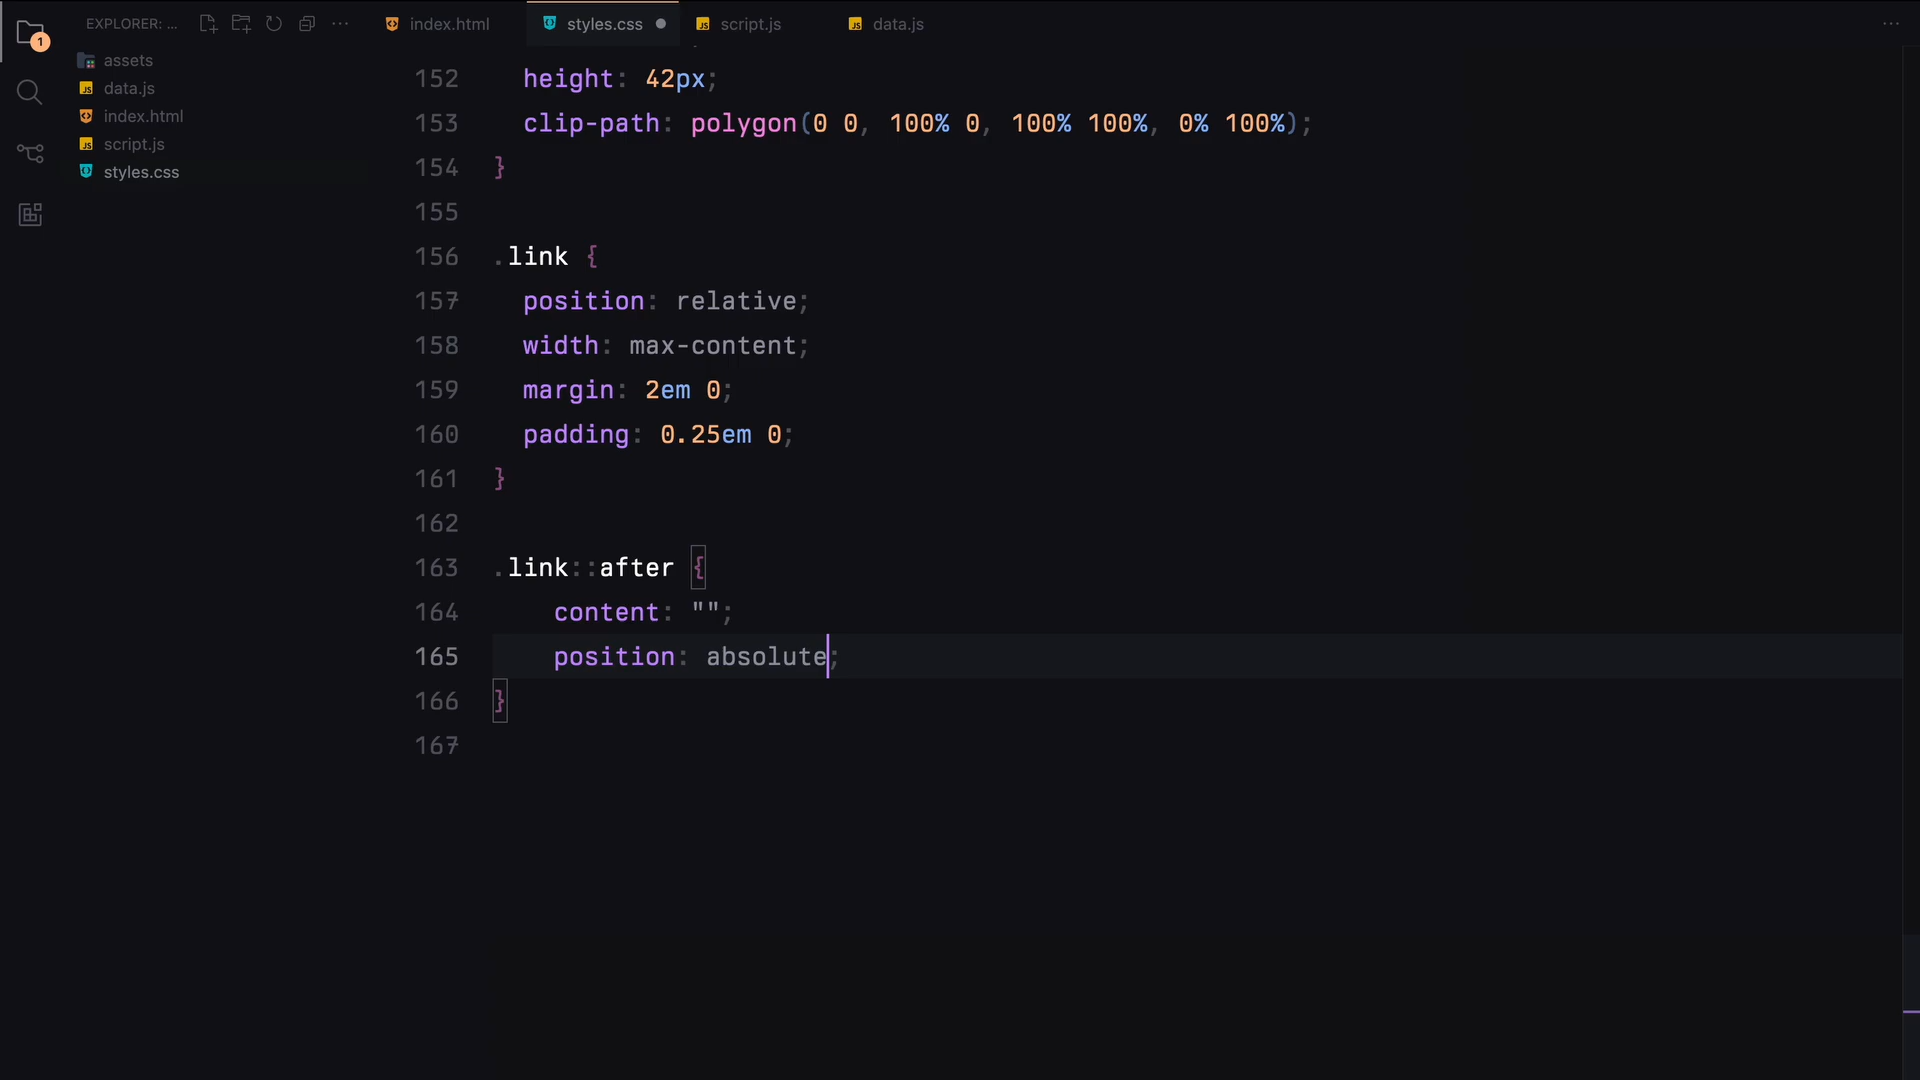 1
EXPLORER: ...
assets
data.js
index.html
script.js
styles.css
index.html
styles.css
script.js
data.js
152 height: 42px;
153 clip-path: polygon(0 0, 100% 0, 100% 100%, 0% 100%);
154 }
155
156 .link {
157 position: relative;
158 width: max-content;
159 margin: 2em 0;
160 padding: 0.25em 0;
161 }
162
163 .link::after {
164 content: "";
165 position: absolute;
166 }
167